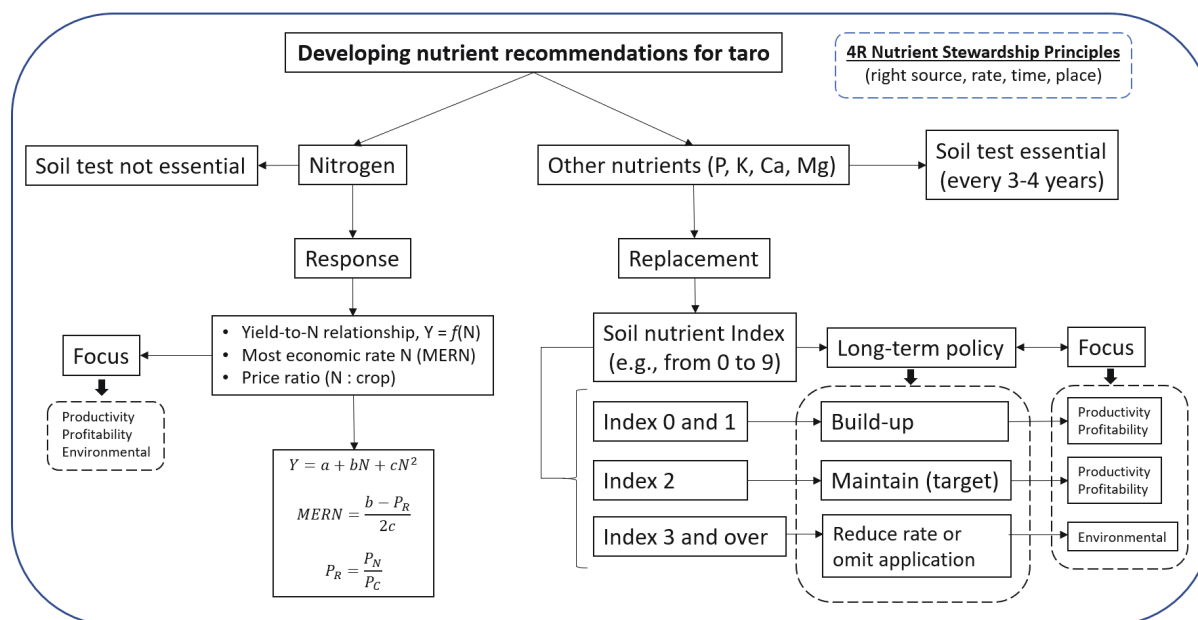 Developing nutrient recommendations for taro
4R Nutrient Stewardship Principles
(right source, rate, time, place)
Soil test not essential
Nitrogen
Other nutrients (P, K, Ca, Mg)
Soil test essential
(every 3-4 years)
Response
Replacement
Focus
• Yield-to-N relationship, Y = f(N)
• Most economic rate N (MERN)
• Price ratio (N : crop)
Soil nutrient Index
(e.g., from 0 to 9)
Long-term policy
Focus
Productivity
Profitability
Environmental
Index 0 and 1
Build-up
Productivity
Profitability
Y = a + bN + cN²
MERN = \frac{b - P_R}{2c}
P_R = \frac{P_N}{P_C}
Index 2
Maintain (target)
Productivity
Profitability
Index 3 and over
Reduce rate or
omit application
Environmental